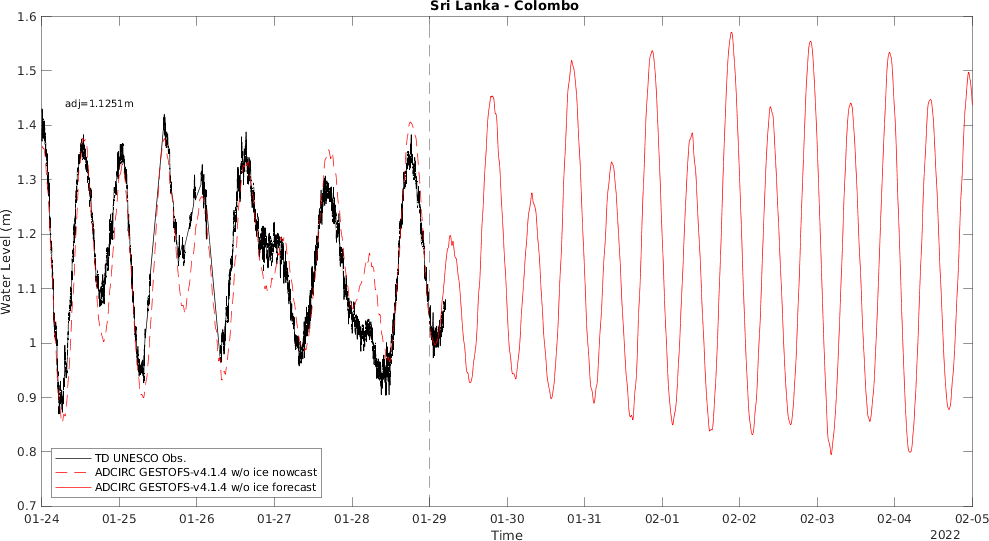 Sri Lanka - Colombo
1.6
1.5
1.4
1.3
1.2
1.1
1
0.9
0.8
0.7
Water Level (m)
adj=1.1251m
TD UNESCO Obs.
ADCIRC GESTOFS-v4.1.4 w/o ice nowcast
ADCIRC GESTOFS-v4.1.4 w/o ice forecast
01-24 01-25 01-26 01-27 01-28 01-29 01-30 01-31 02-01 02-02 02-03 02-04 02-05
Time
2022